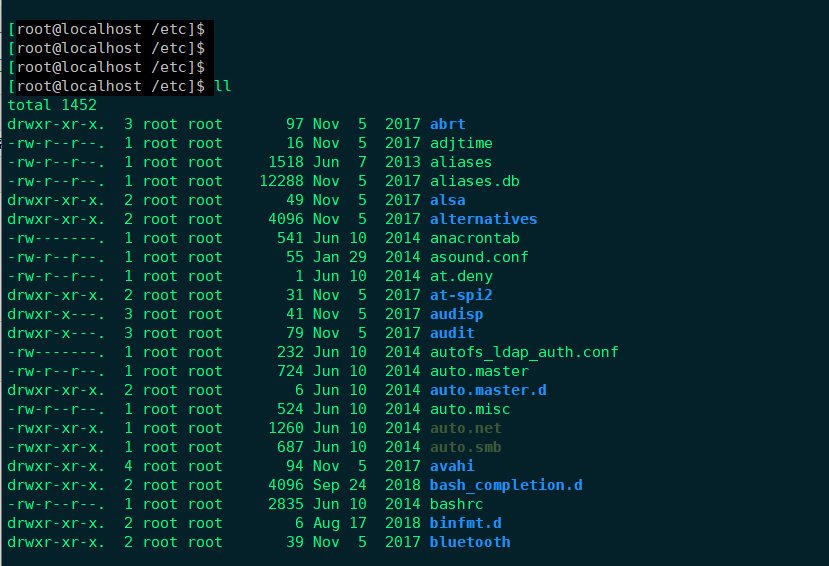 [root@localhost /etc]$
[root@localhost /etc]$
[root@localhost /etc]$
[root@localhost /etc]$ ll
total 1452
drwxr-xr-x.  3 root root       97 Nov  5  2017 abrt
-rw-r--r--.  1 root root       16 Nov  5  2017 adjtime
-rw-r--r--.  1 root root     1518 Jun  7  2013 aliases
-rw-r--r--.  1 root root    12288 Nov  5  2017 aliases.db
drwxr-xr-x.  2 root root       49 Nov  5  2017 alsa
drwxr-xr-x.  2 root root     4096 Nov  5  2017 alternatives
-rw-------.  1 root root      541 Jun 10  2014 anacrontab
-rw-r--r--.  1 root root       55 Jan 29  2014 asound.conf
-rw-r--r--.  1 root root        1 Jun 10  2014 at.deny
drwxr-xr-x.  2 root root       31 Nov  5  2017 at-spi2
drwxr-x---.  3 root root       41 Nov  5  2017 audisp
drwxr-x---.  3 root root       79 Nov  5  2017 audit
-rw-------.  1 root root      232 Jun 10  2014 autofs_ldap_auth.conf
-rw-r--r--.  1 root root      724 Jun 10  2014 auto.master
drwxr-xr-x.  2 root root        6 Jun 10  2014 auto.master.d
-rw-r--r--.  1 root root      524 Jun 10  2014 auto.misc
-rwxr-xr-x.  1 root root     1260 Jun 10  2014 auto.net
-rwxr-xr-x.  1 root root      687 Jun 10  2014 auto.smb
drwxr-xr-x.  4 root root       94 Nov  5  2017 avahi
drwxr-xr-x.  2 root root     4096 Sep 24  2018 bash_completion.d
-rw-r--r--.  1 root root     2835 Jun 10  2014 bashrc
drwxr-xr-x.  2 root root        6 Aug 17  2018 binfmt.d
drwxr-xr-x.  2 root root       39 Nov  5  2017 bluetooth